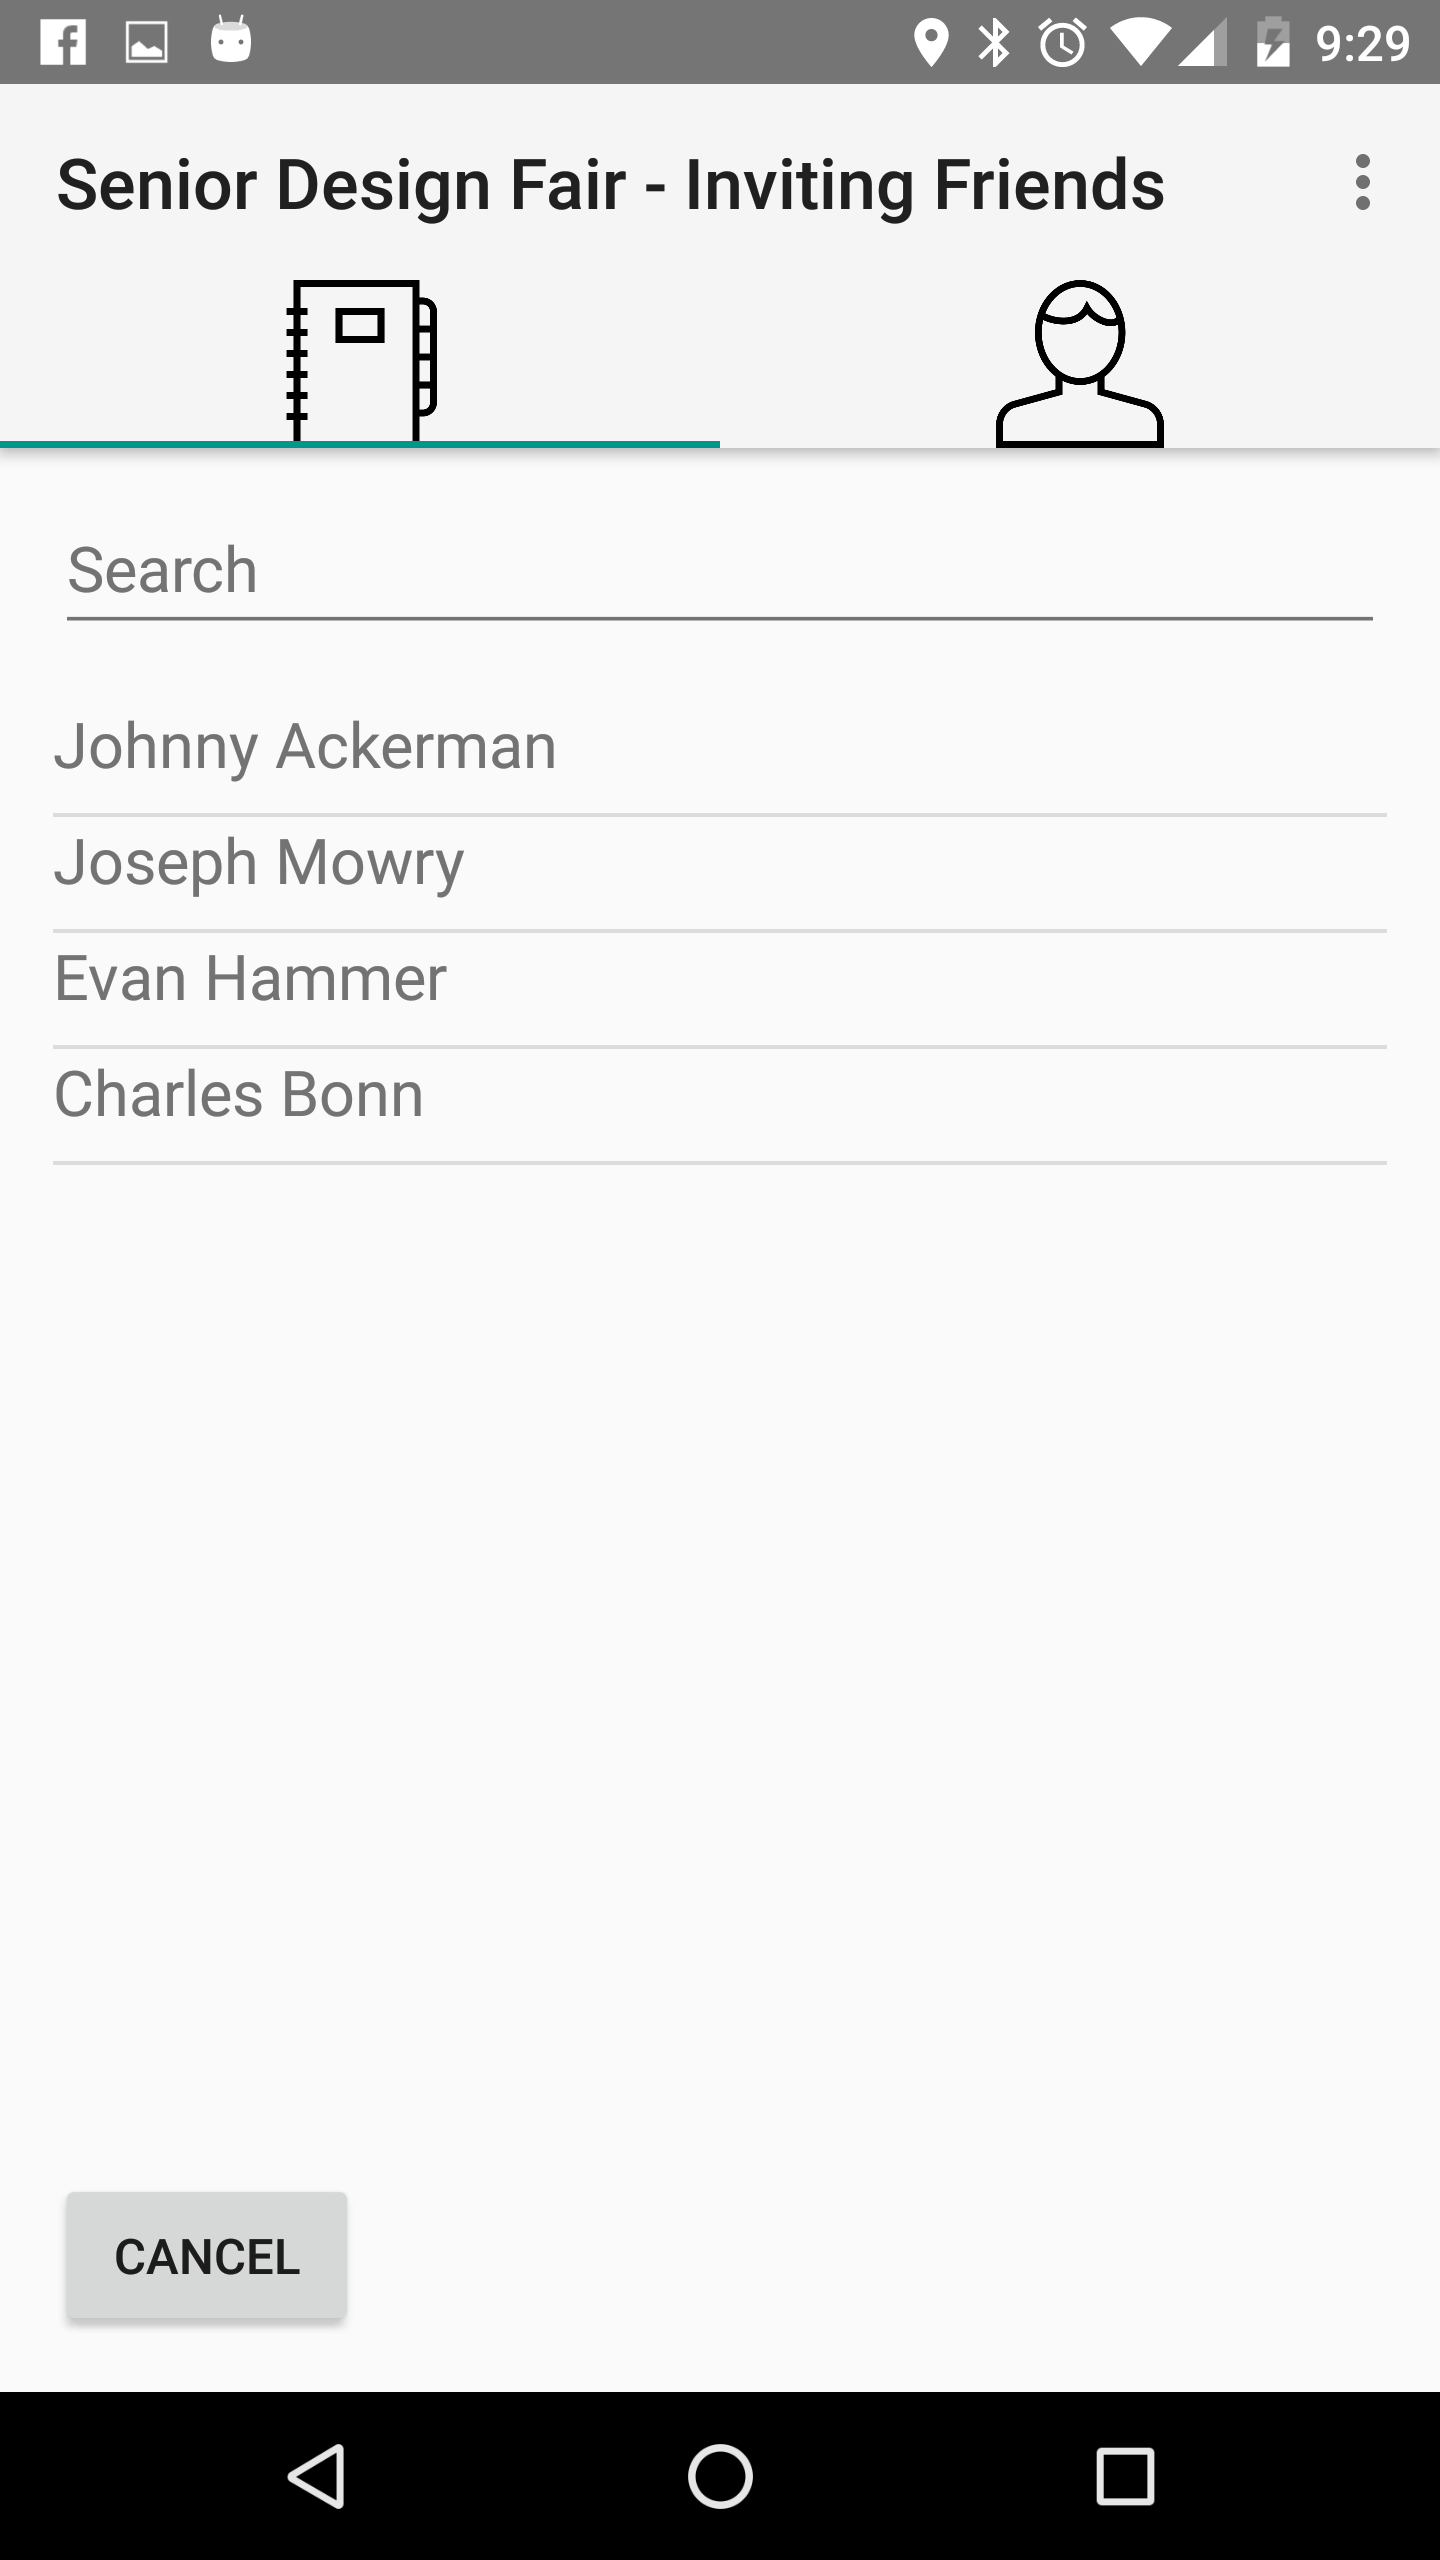 9:29
Senior Design Fair - Inviting Friends
Search
Johnny Ackerman
Joseph Mowry
Evan Hammer
Charles Bonn
CANCEL